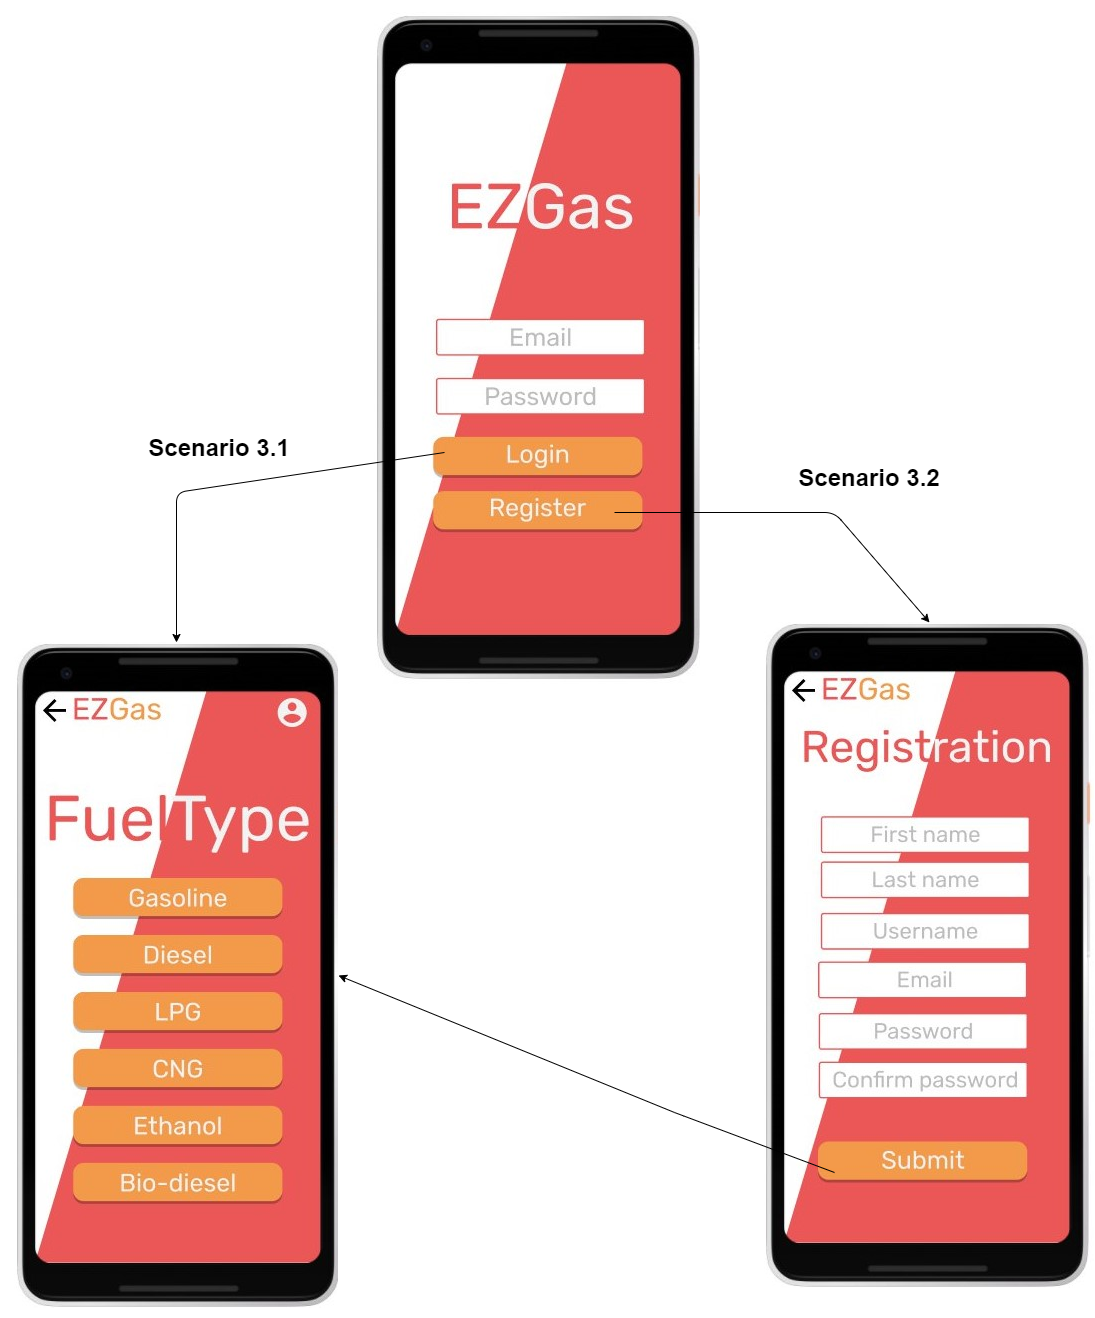 EZGas
Email
Password
Login
Register
Scenario 3.1
Scenario 3.2
EZGas
FuelType
Gasoline
Diesel
LPG
CNG
Ethanol
Bio-diesel
EZGas
Registration
First name
Last name
Username
Email
Password
Confirm password
Submit